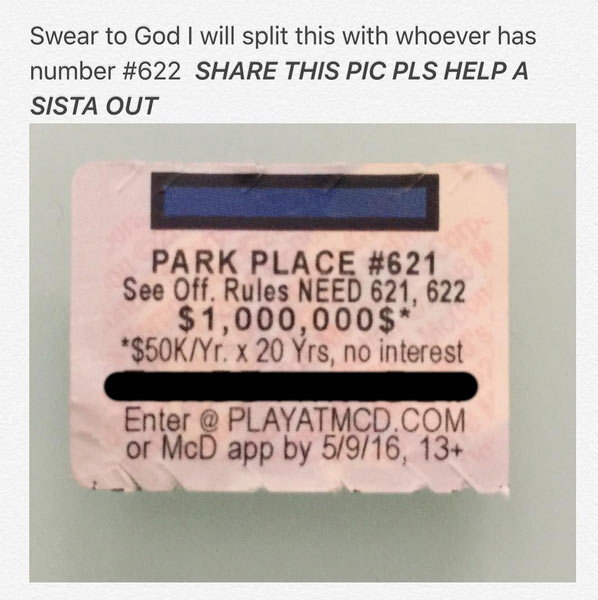 Swear to God I will split this with whoever has
number #622 SHARE THIS PIC PLS HELP A
SISTA OUT
PARK PLACE #621
See Off. Rules NEED 621, 622
$1,000,000$*
*$50K/Yr. x 20 Yrs, no interest
Enter @ PLAYATMCD.COM
or McD app by 5/9/16, 13+